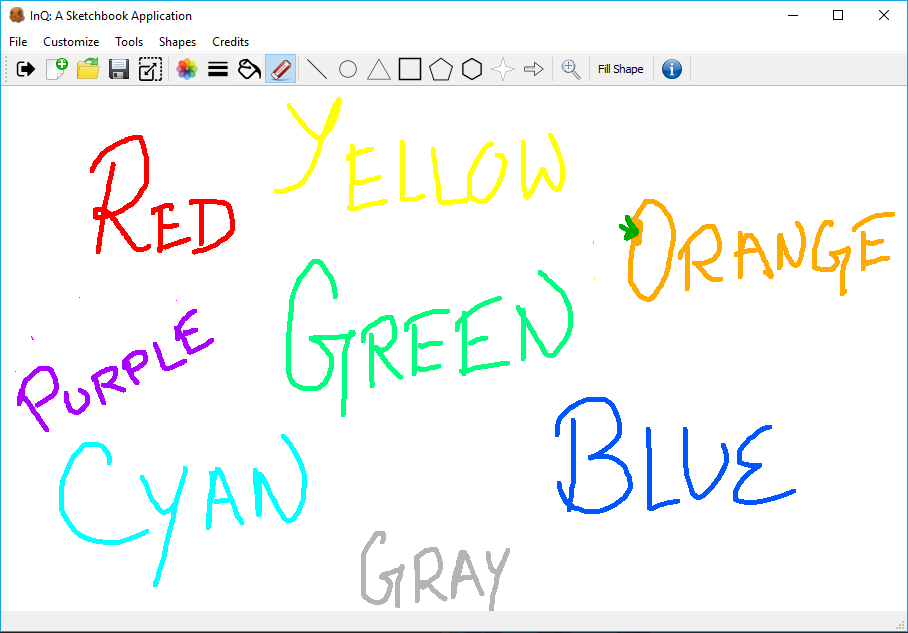 InQ: A Sketchbook Application
File Customize Tools Shapes Credits
Fill Shape
YELLOW
RED
ORANGE
GREEN
PURPLE
BLUE
CYAN
GRAY